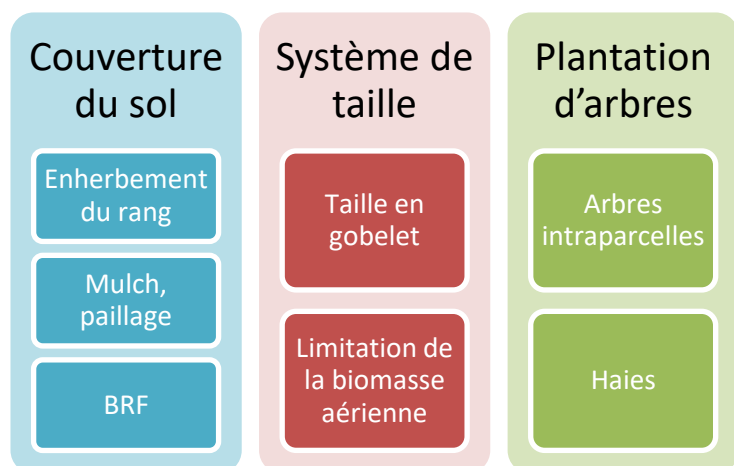 Couverture
du sol
Enherbement
du rang
Mulch,
paillage
BRF
Système de
taille
Taille en
gobelet
Limitation de
la biomasse
aérienne
Plantation
d’arbres
Arbres
intraparcelles
Haies